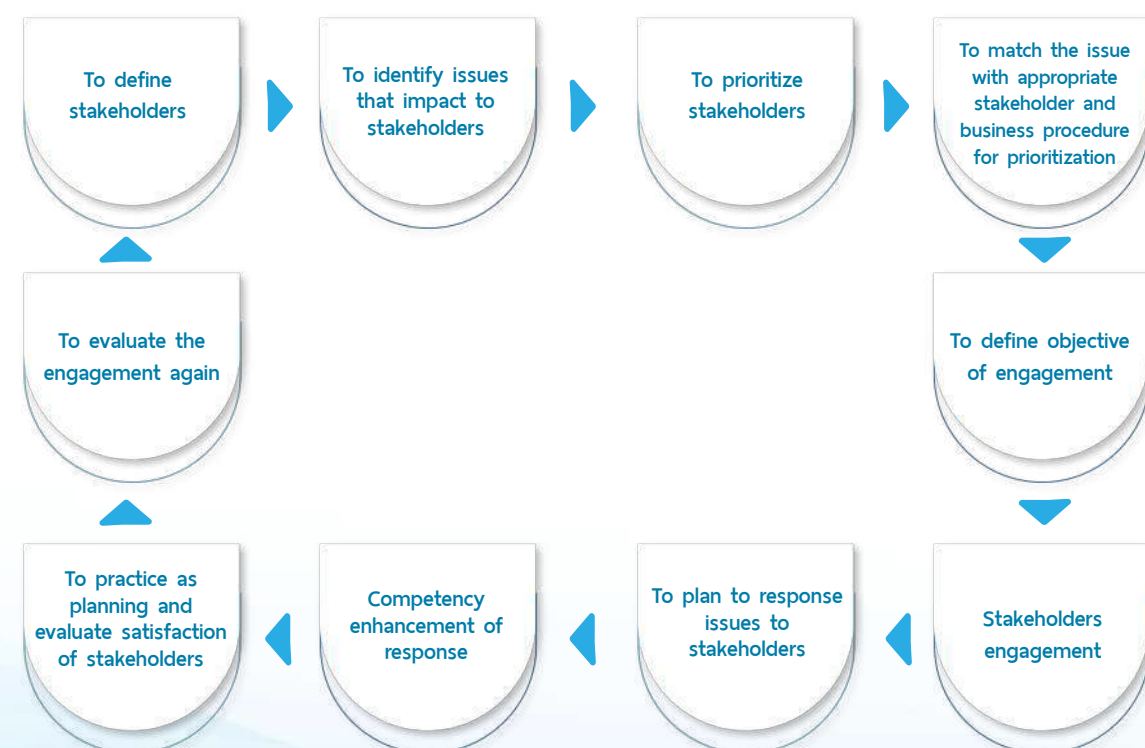 To define
stakeholders
To identify issues
that impact to
stakeholders
To prioritize
stakeholders
To match the issue
with appropriate
stakeholder and
business procedure
for prioritization
To define objective
of engagement
Stakeholders
engagement
To plan to response
issues to
stakeholders
Competency
enhancement of
response
To practice as
planning and
evaluate satisfaction
of stakeholders
To evaluate the
engagement again